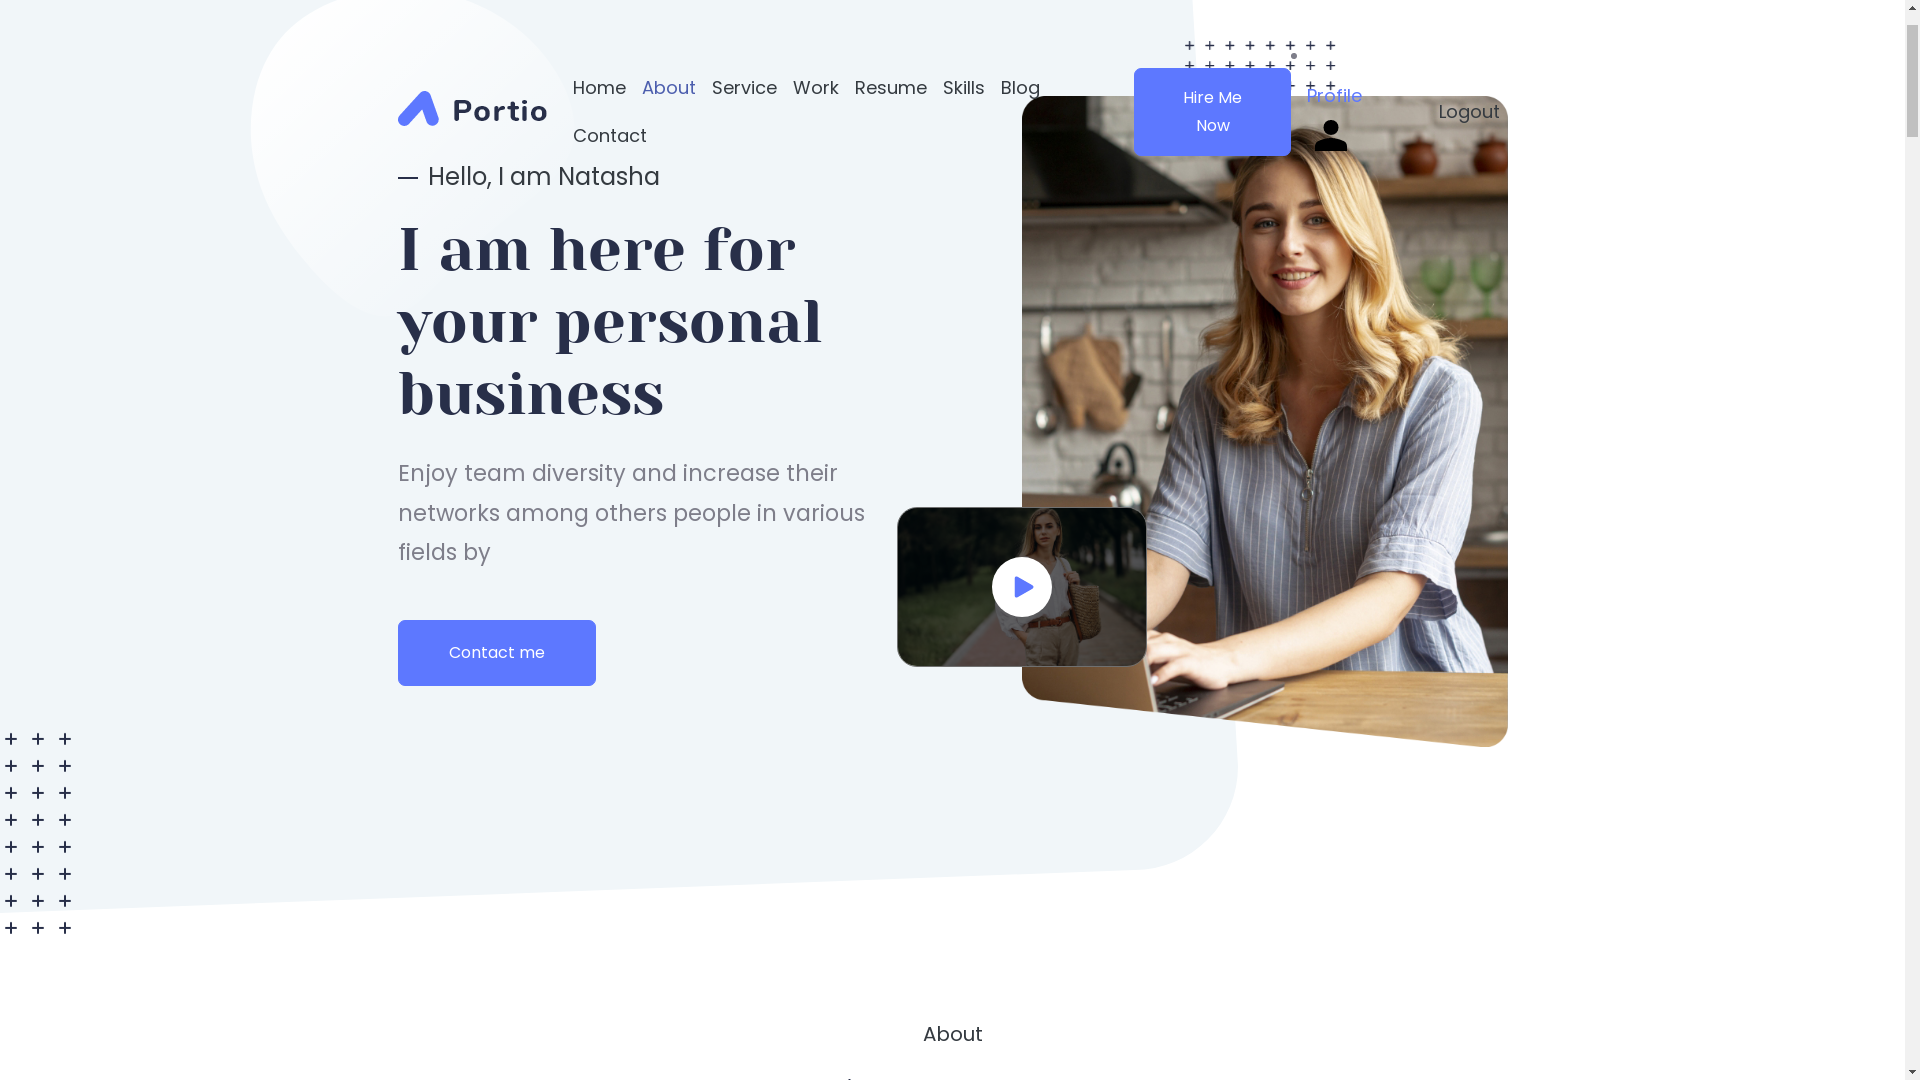 Portio
Home About Service Work Resume Skills Blog
Contact
Hire Me
Now
Profile
Logout
Hello, I am Natasha
I am here for
your personal
business
Enjoy team diversity and increase their
networks among others people in various
fields by
Contact me
About